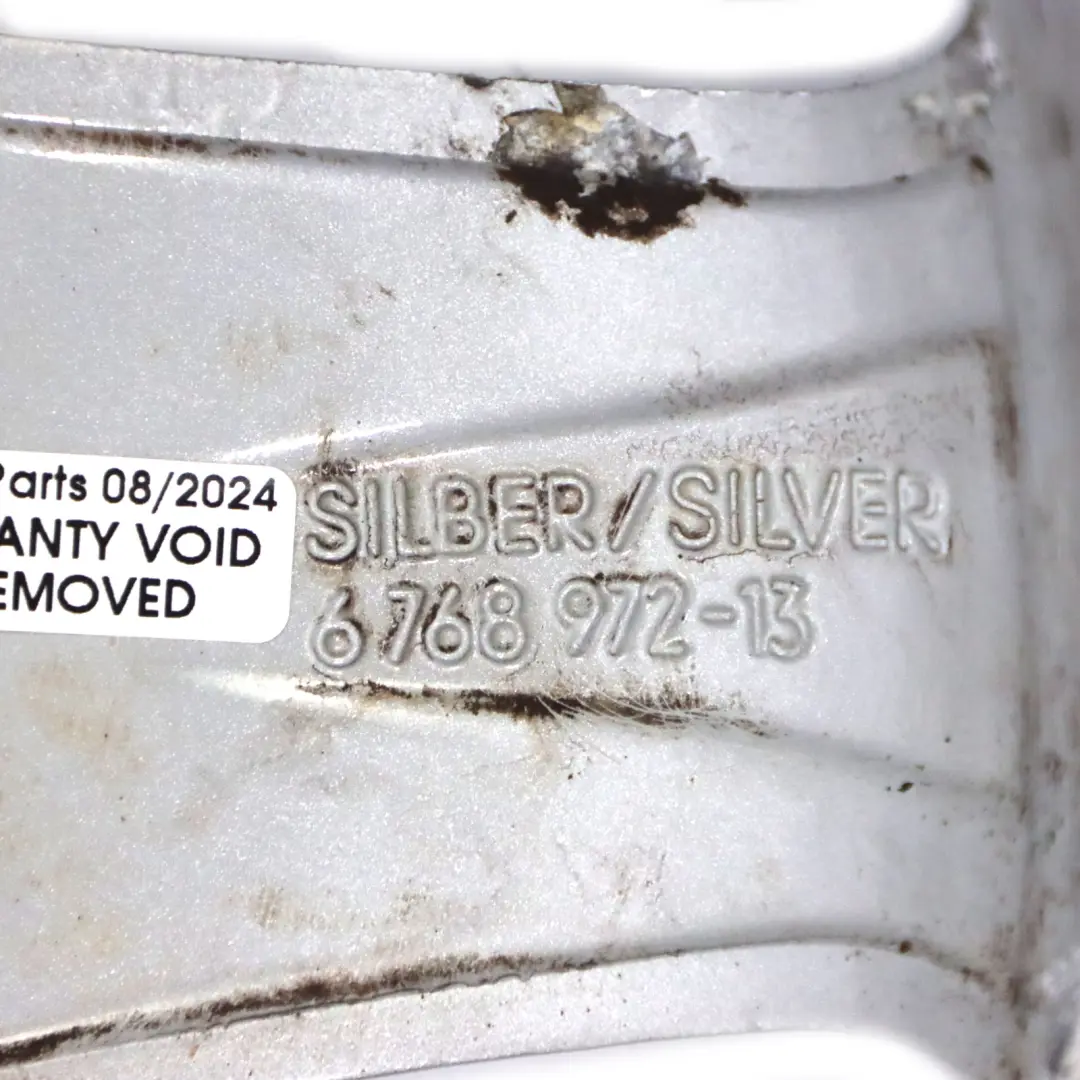 Parts 08/2024
ANTY VOID
EMOVED
SILBER/SILVER
6 768 972-13